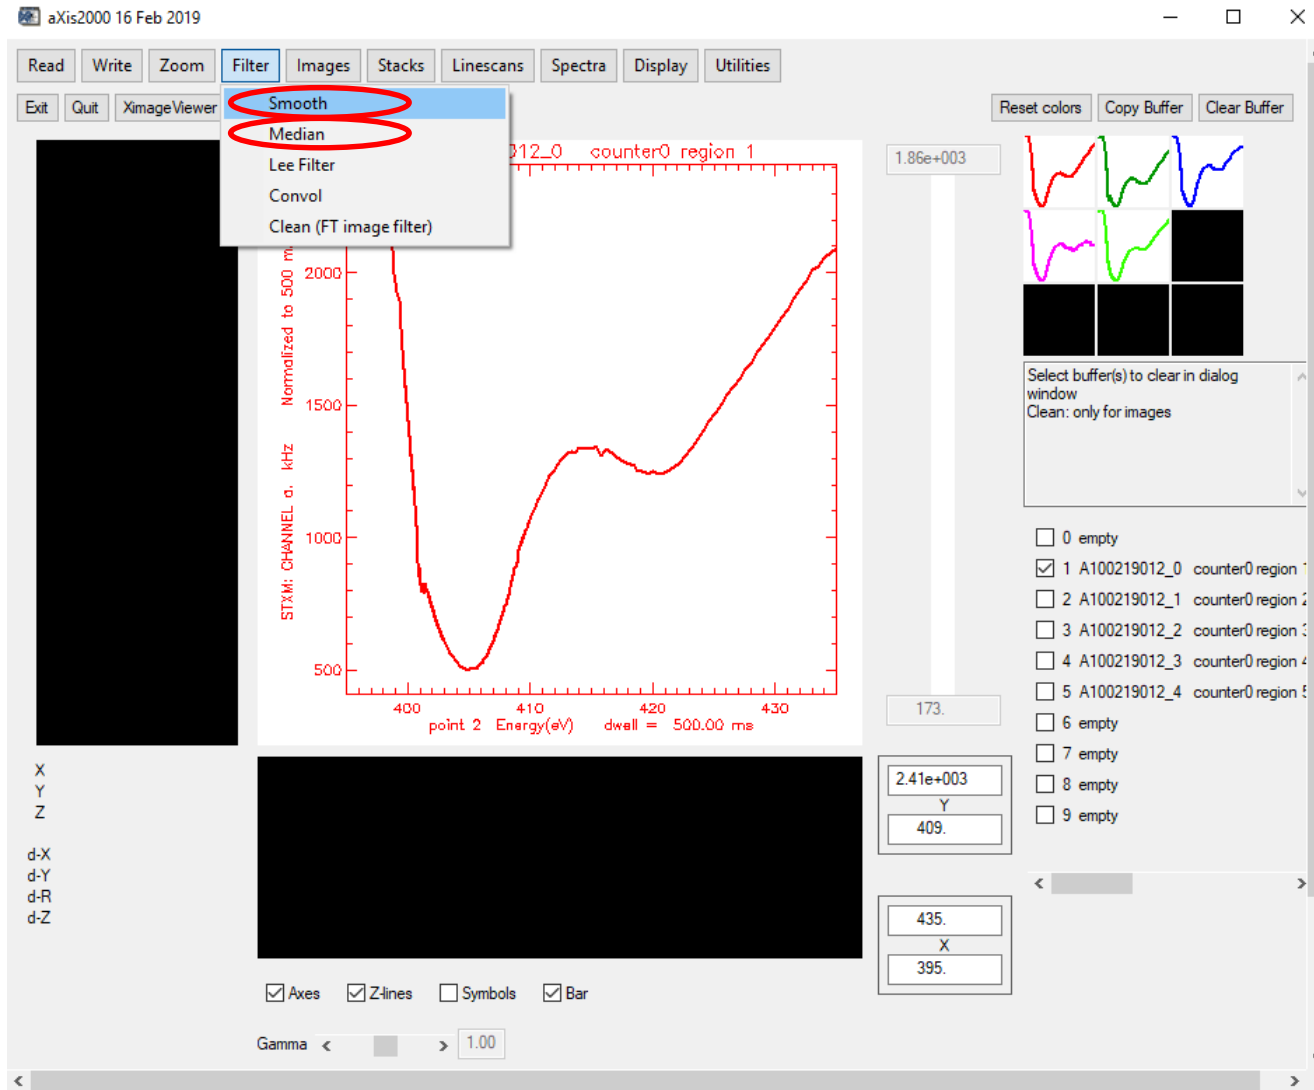 aXis2000 16 Feb 2019
Read Write Zoom Filter Images Stacks Linescans Spectra Display Utilities
Exit Quit XimageViewer Reset colors Copy Buffer Clear Buffer
Smooth
Median
Lee Filter
Convol
Clean (FT image filter)
012_0 counter0 region 1
STXM: CHANNEL a. kHz Normalized to 500 m
2000
1500
1000
500
400 410 420 430
point 2 Energy(eV) dwell = 500.00 ms
1.86e+003
173.
Select buffer(s) to clear in dialog
window
Clean: only for images
0 empty
1 A100219012_0 counter0 region 1
2 A100219012_1 counter0 region 2
3 A100219012_2 counter0 region 3
4 A100219012_3 counter0 region 4
5 A100219012_4 counter0 region 5
6 empty
7 empty
8 empty
9 empty
X
Y
Z
d-X
d-Y
d-R
d-Z
2.41e+003
Y
409.
435.
X
395.
Axes Z-lines Symbols Bar
Gamma 1.00